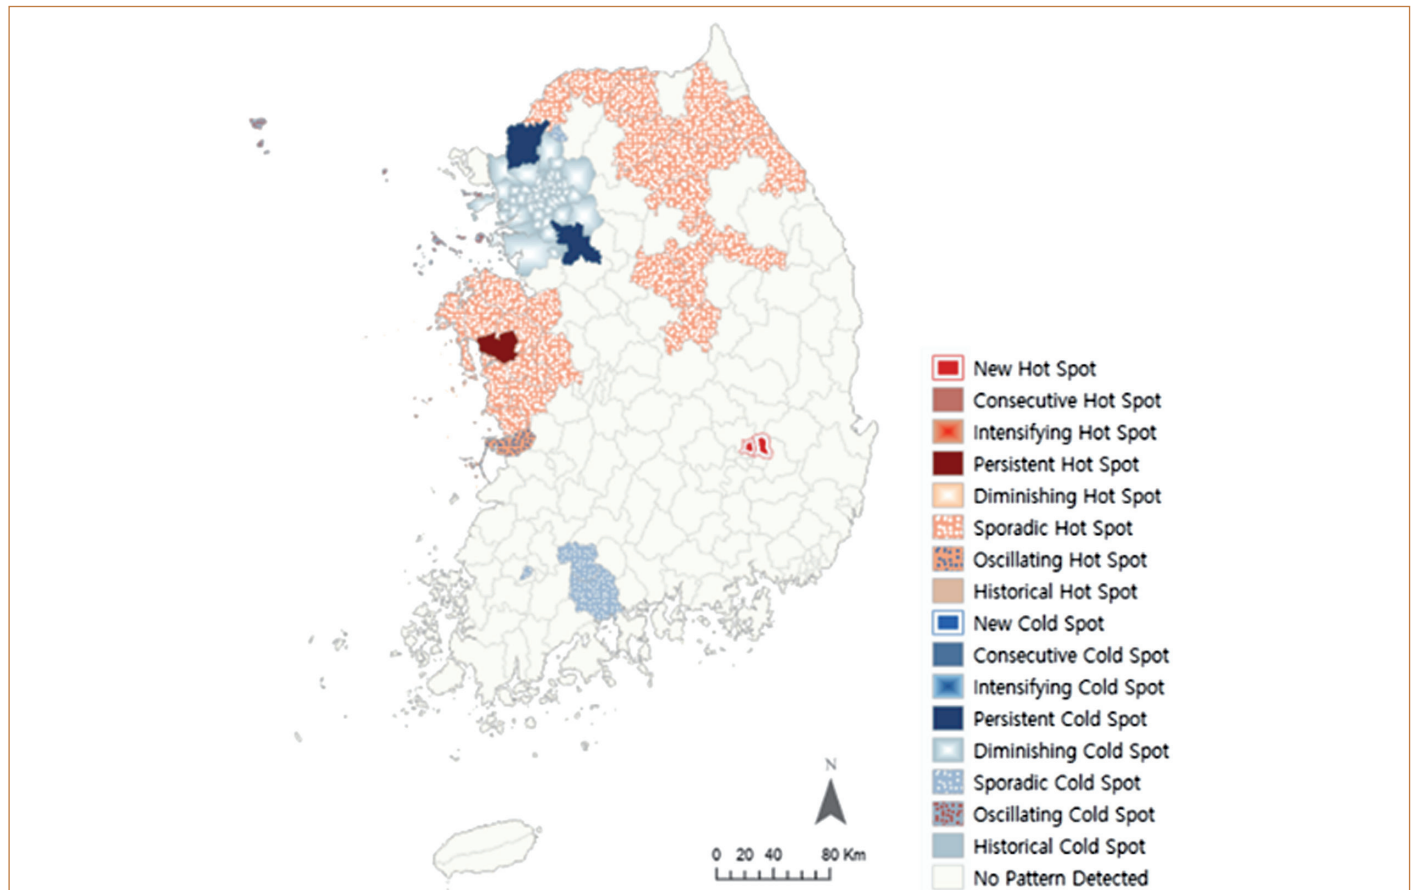 New Hot Spot
Consecutive Hot Spot
Intensifying Hot Spot
Persistent Hot Spot
Diminishing Hot Spot
Sporadic Hot Spot
Oscillating Hot Spot
Historical Hot Spot
New Cold Spot
Consecutive Cold Spot
Intensifying Cold Spot
Persistent Cold Spot
Diminishing Cold Spot
Sporadic Cold Spot
Oscillating Cold Spot
Historical Cold Spot
No Pattern Detected
N
0 20 40 80 Km